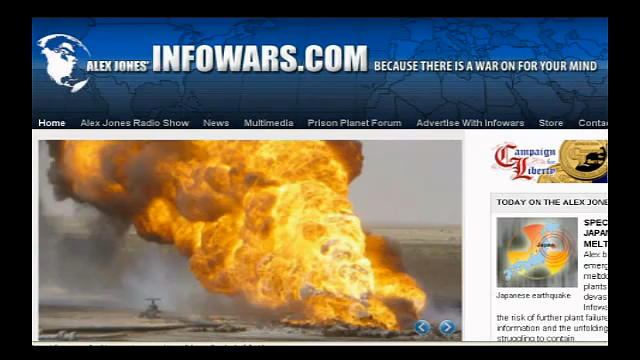 ALEX JONES' INFOWARS.COM BECAUSE THERE IS A WAR ON FOR YOUR MIND
Home Alex Jones Radio Show News Multimedia Prison Planet Forum Advertise With Infowars Store Contac
Campaign
for
Liberty
TODAY ON THE ALEX JONE
SPEC
JAPAN
MELT
Alex b
emerg
meltdo
plants
devas
Infowa
Japan
Japanese earthquake
the risk of further plant failure
information and the unfolding
struggling to contain